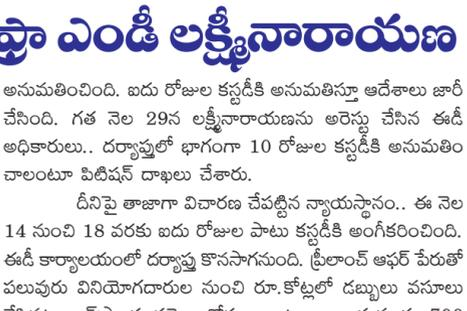 ఫ్రా ఎండీ లక్ష్మీనారాయణ
అనుమతించింది. ఐదు రోజుల కస్టడీకి అనుమతిస్తూ ఆదేశాలు జారీ
చేసింది. గత నెల 29న లక్ష్మీనారాయణను అరెస్టు చేసిన ఈడీ
అధికారులు.. దర్యాప్తులో భాగంగా 10 రోజుల కస్టడీకి అనుమతిం
చాలంటూ పిటిషన్ దాఖలు చేశారు.
దీనిపై తాజాగా విచారణ చేపట్టిన న్యాయస్థానం.. ఈ నెల
14 నుంచి 18 వరకు ఐదు రోజుల పాటు కస్టడీకి అంగీకరించింది.
ఈడీ కార్యాలయంలో దర్యాప్తు కొనసాగనుంది. ప్రీలాంచ్ ఆఫర్ పేరుతో
పలువురు వినియోగదారుల నుంచి రూ.కోట్లలో డబ్బులు వసూలు